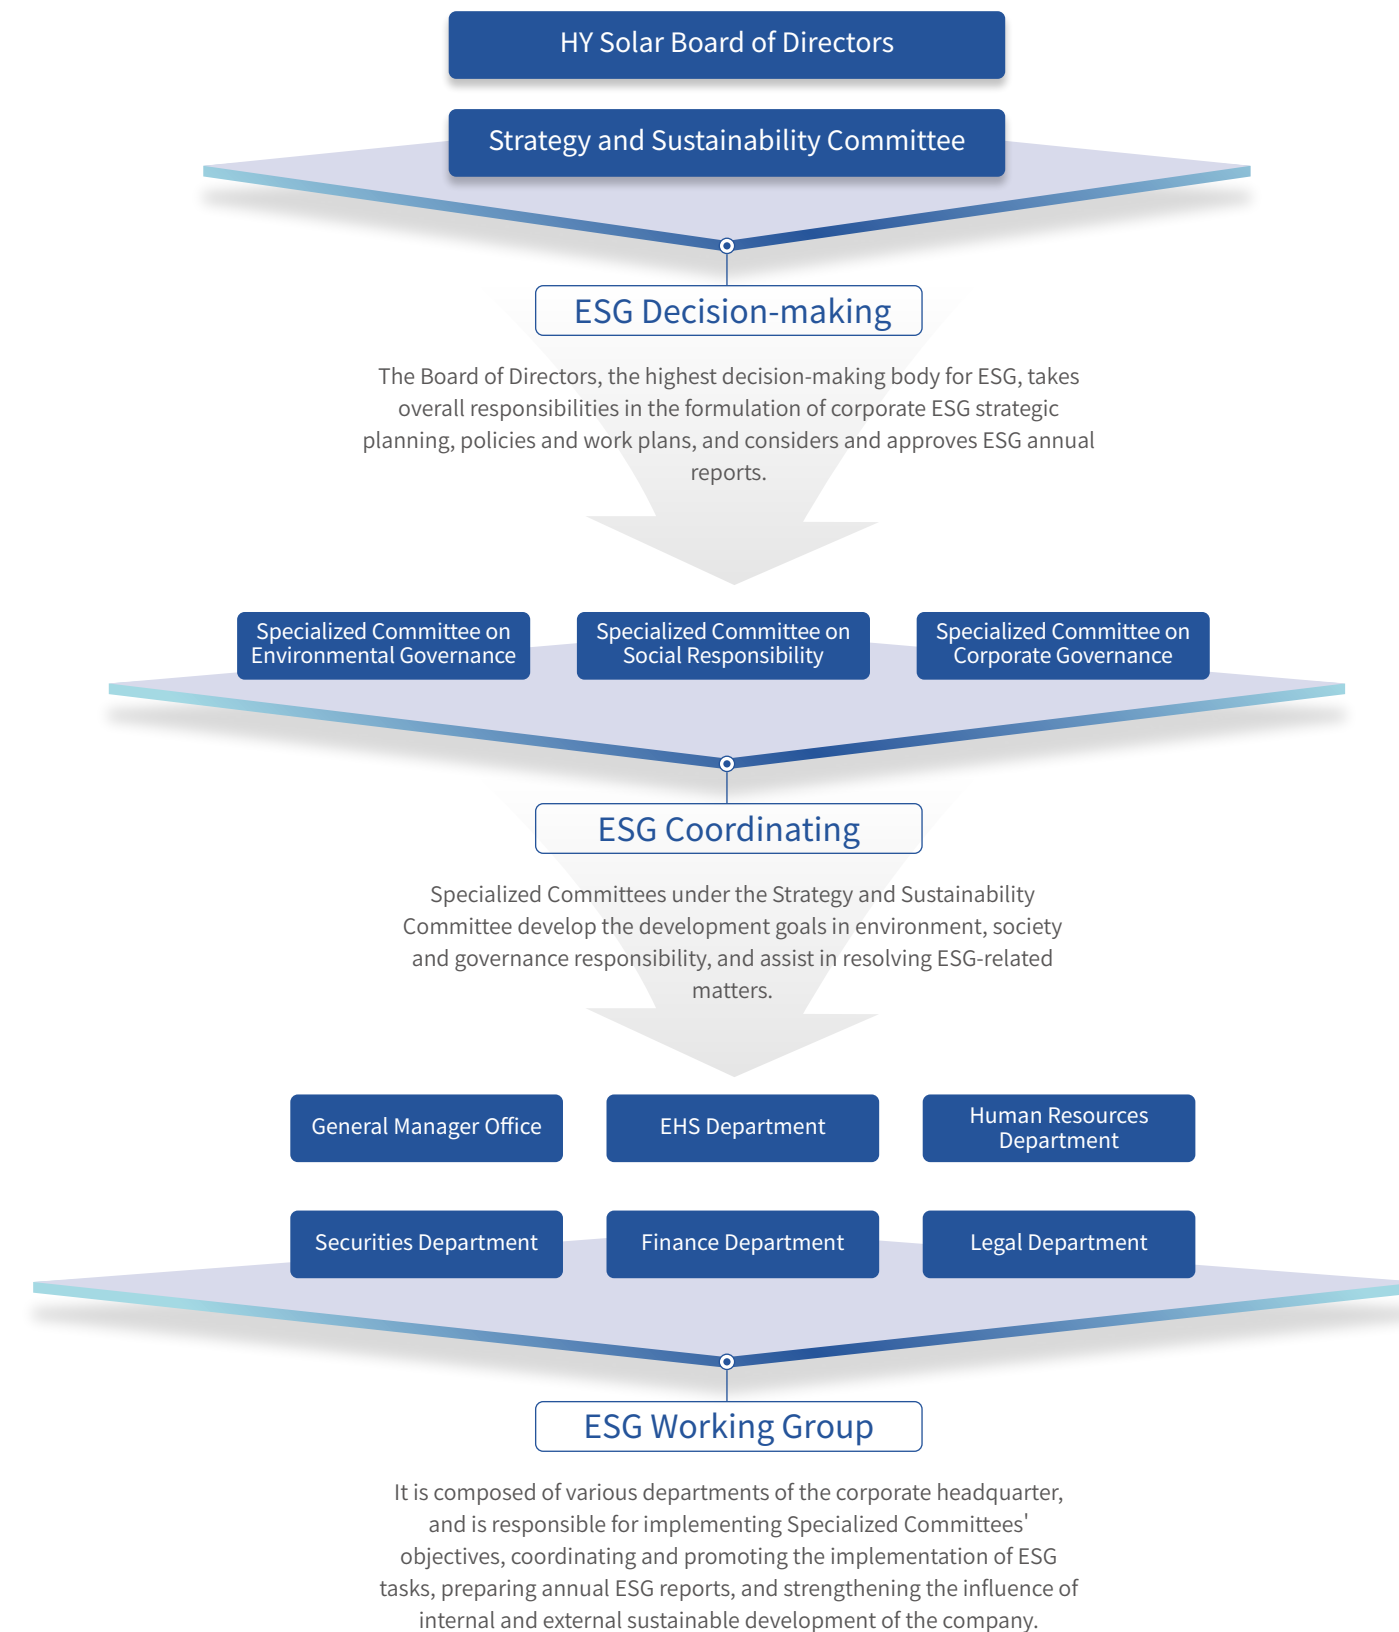 HY Solar Board of Directors
Strategy and Sustainability Committee
ESG Decision-making
The Board of Directors, the highest decision-making body for ESG, takes
overall responsibilities in the formulation of corporate ESG strategic
planning, policies and work plans, and considers and approves ESG annual
reports.
Specialized Committee on
Environmental Governance
Specialized Committee on
Social Responsibility
Specialized Committee on
Corporate Governance
ESG Coordinating
Specialized Committees under the Strategy and Sustainability
Committee develop the development goals in environment, society
and governance responsibility, and assist in resolving ESG-related
matters.
General Manager Office
EHS Department
Human Resources
Department
Securities Department
Finance Department
Legal Department
ESG Working Group
It is composed of various departments of the corporate headquarter,
and is responsible for implementing Specialized Committees'
objectives, coordinating and promoting the implementation of ESG
tasks, preparing annual ESG reports, and strengthening the influence of
internal and external sustainable development of the company.